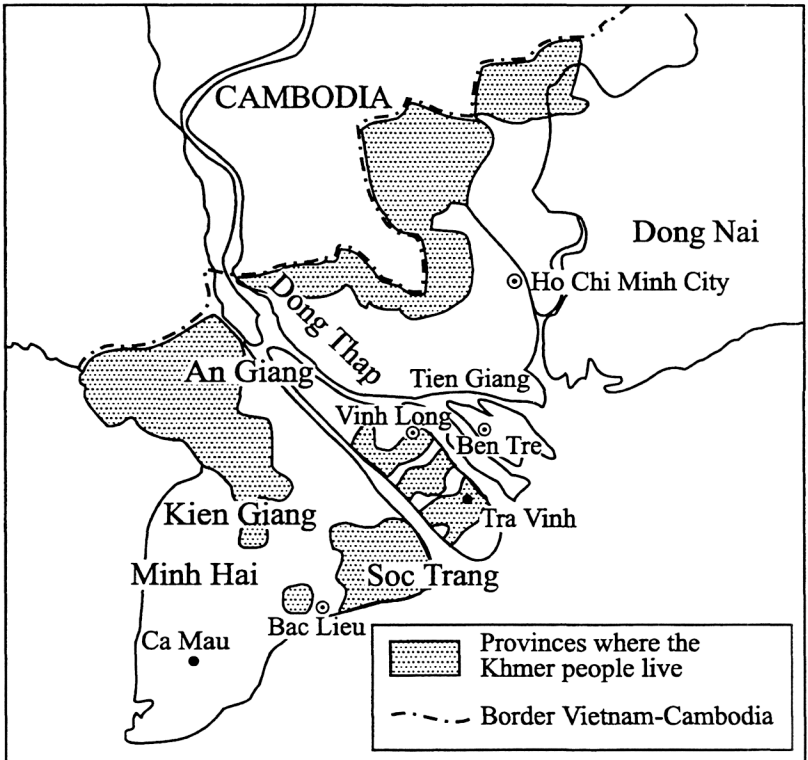 CAMBODIA
Dong Nai
Ho Chi Minh City
Dong Thap
An Giang
Tien Giang
Vinh Long
Ben Tre
Kien Giang
Tra Vinh
Minh Hai
Soc Trang
Bac Lieu
Ca Mau
Provinces where the
Khmer people live
Border Vietnam-Cambodia